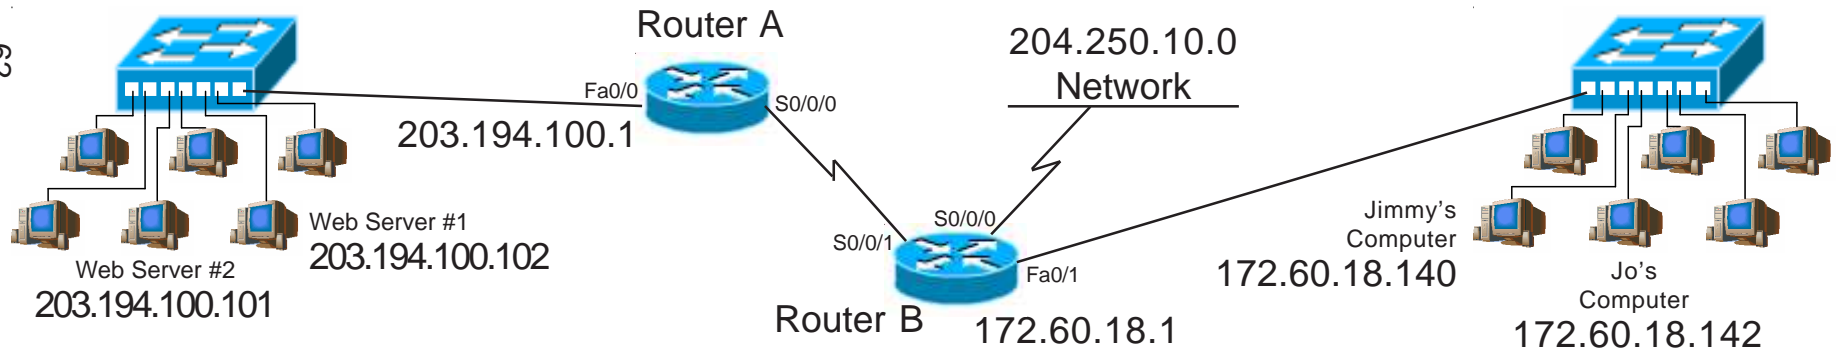 63
Router A
204.250.10.0
Network
Fa0/0
S0/0/0
203.194.100.1
Web Server #1
203.194.100.102
Web Server #2
203.194.100.101
S0/0/0
S0/0/1
Fa0/1
Router B
172.60.18.1
Jimmy's
Computer
172.60.18.140
Jo's
Computer
172.60.18.142